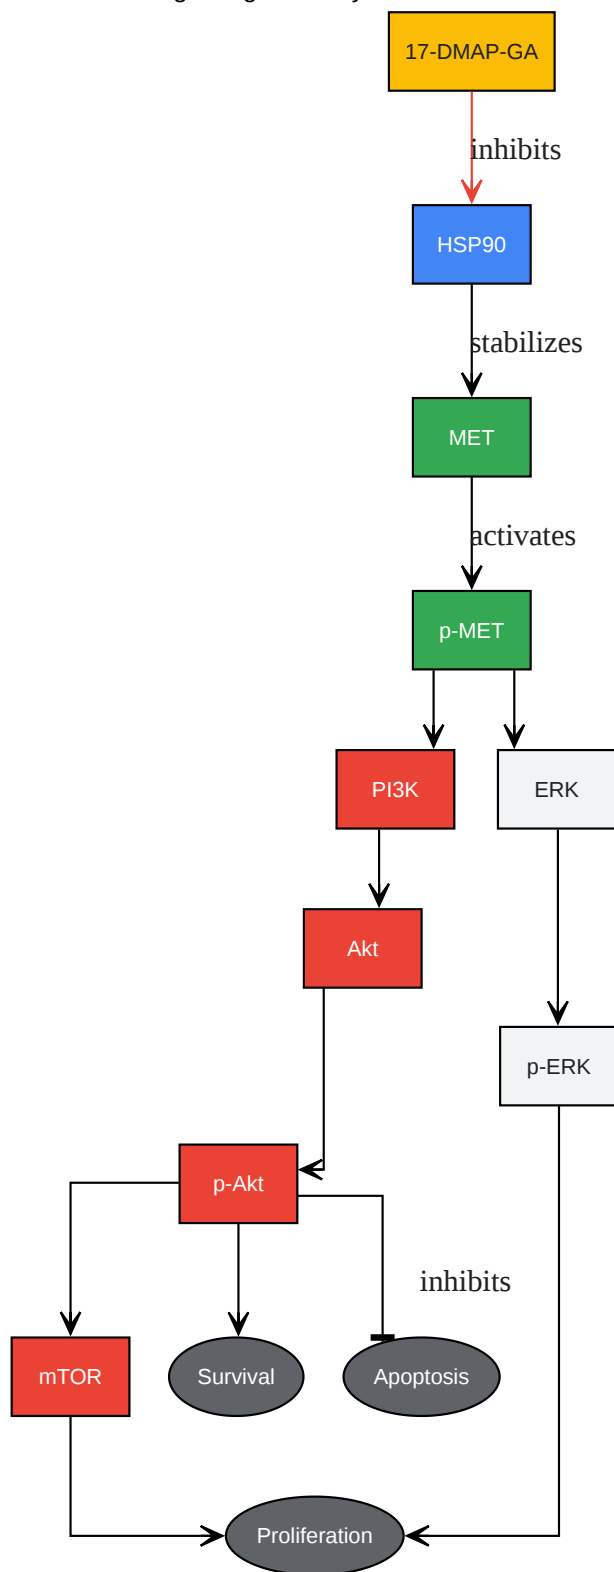 17-DMAP-GA
inhibits
HSP90
stabilizes
MET
activates
p-MET
PI3K
ERK
Akt
p-ERK
p-Akt
inhibits
mTOR
Survival
Apoptosis
Proliferation